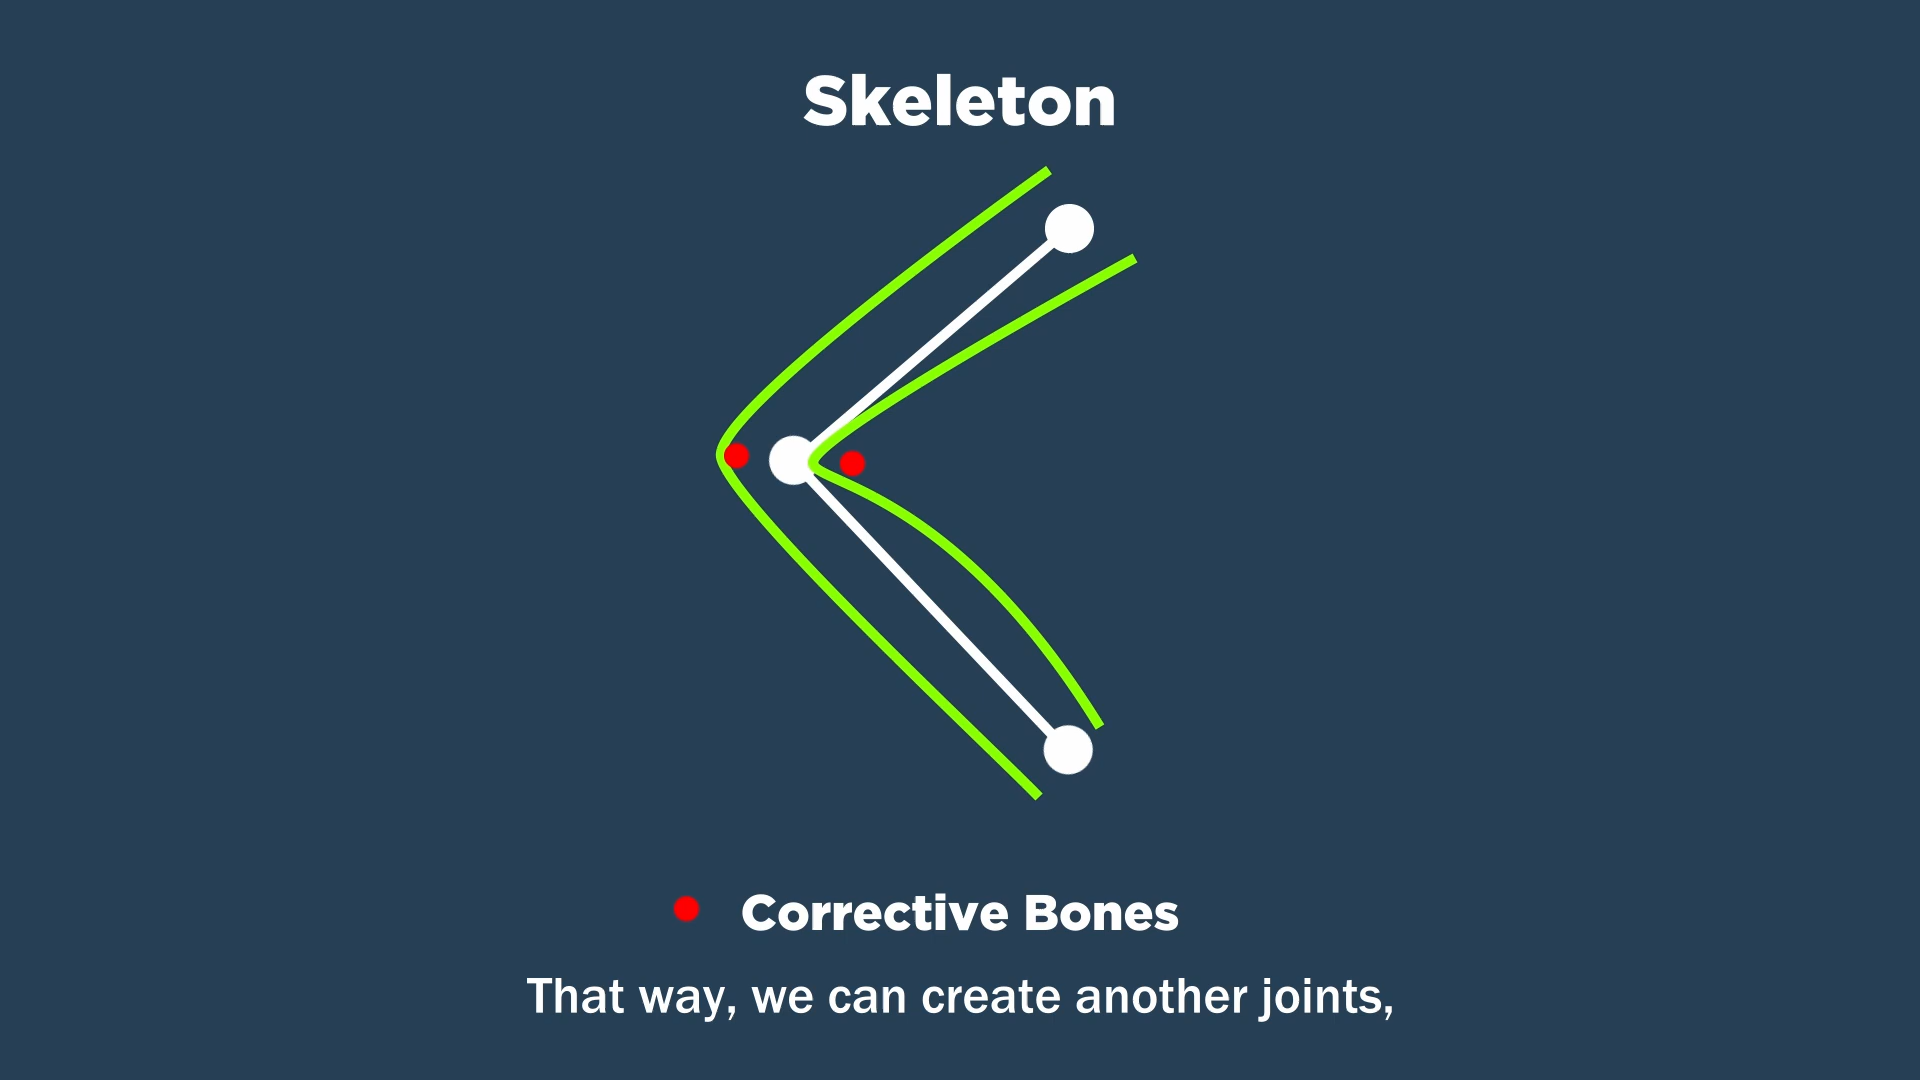 Skeleton
Corrective Bones
That way, we can create another joints,